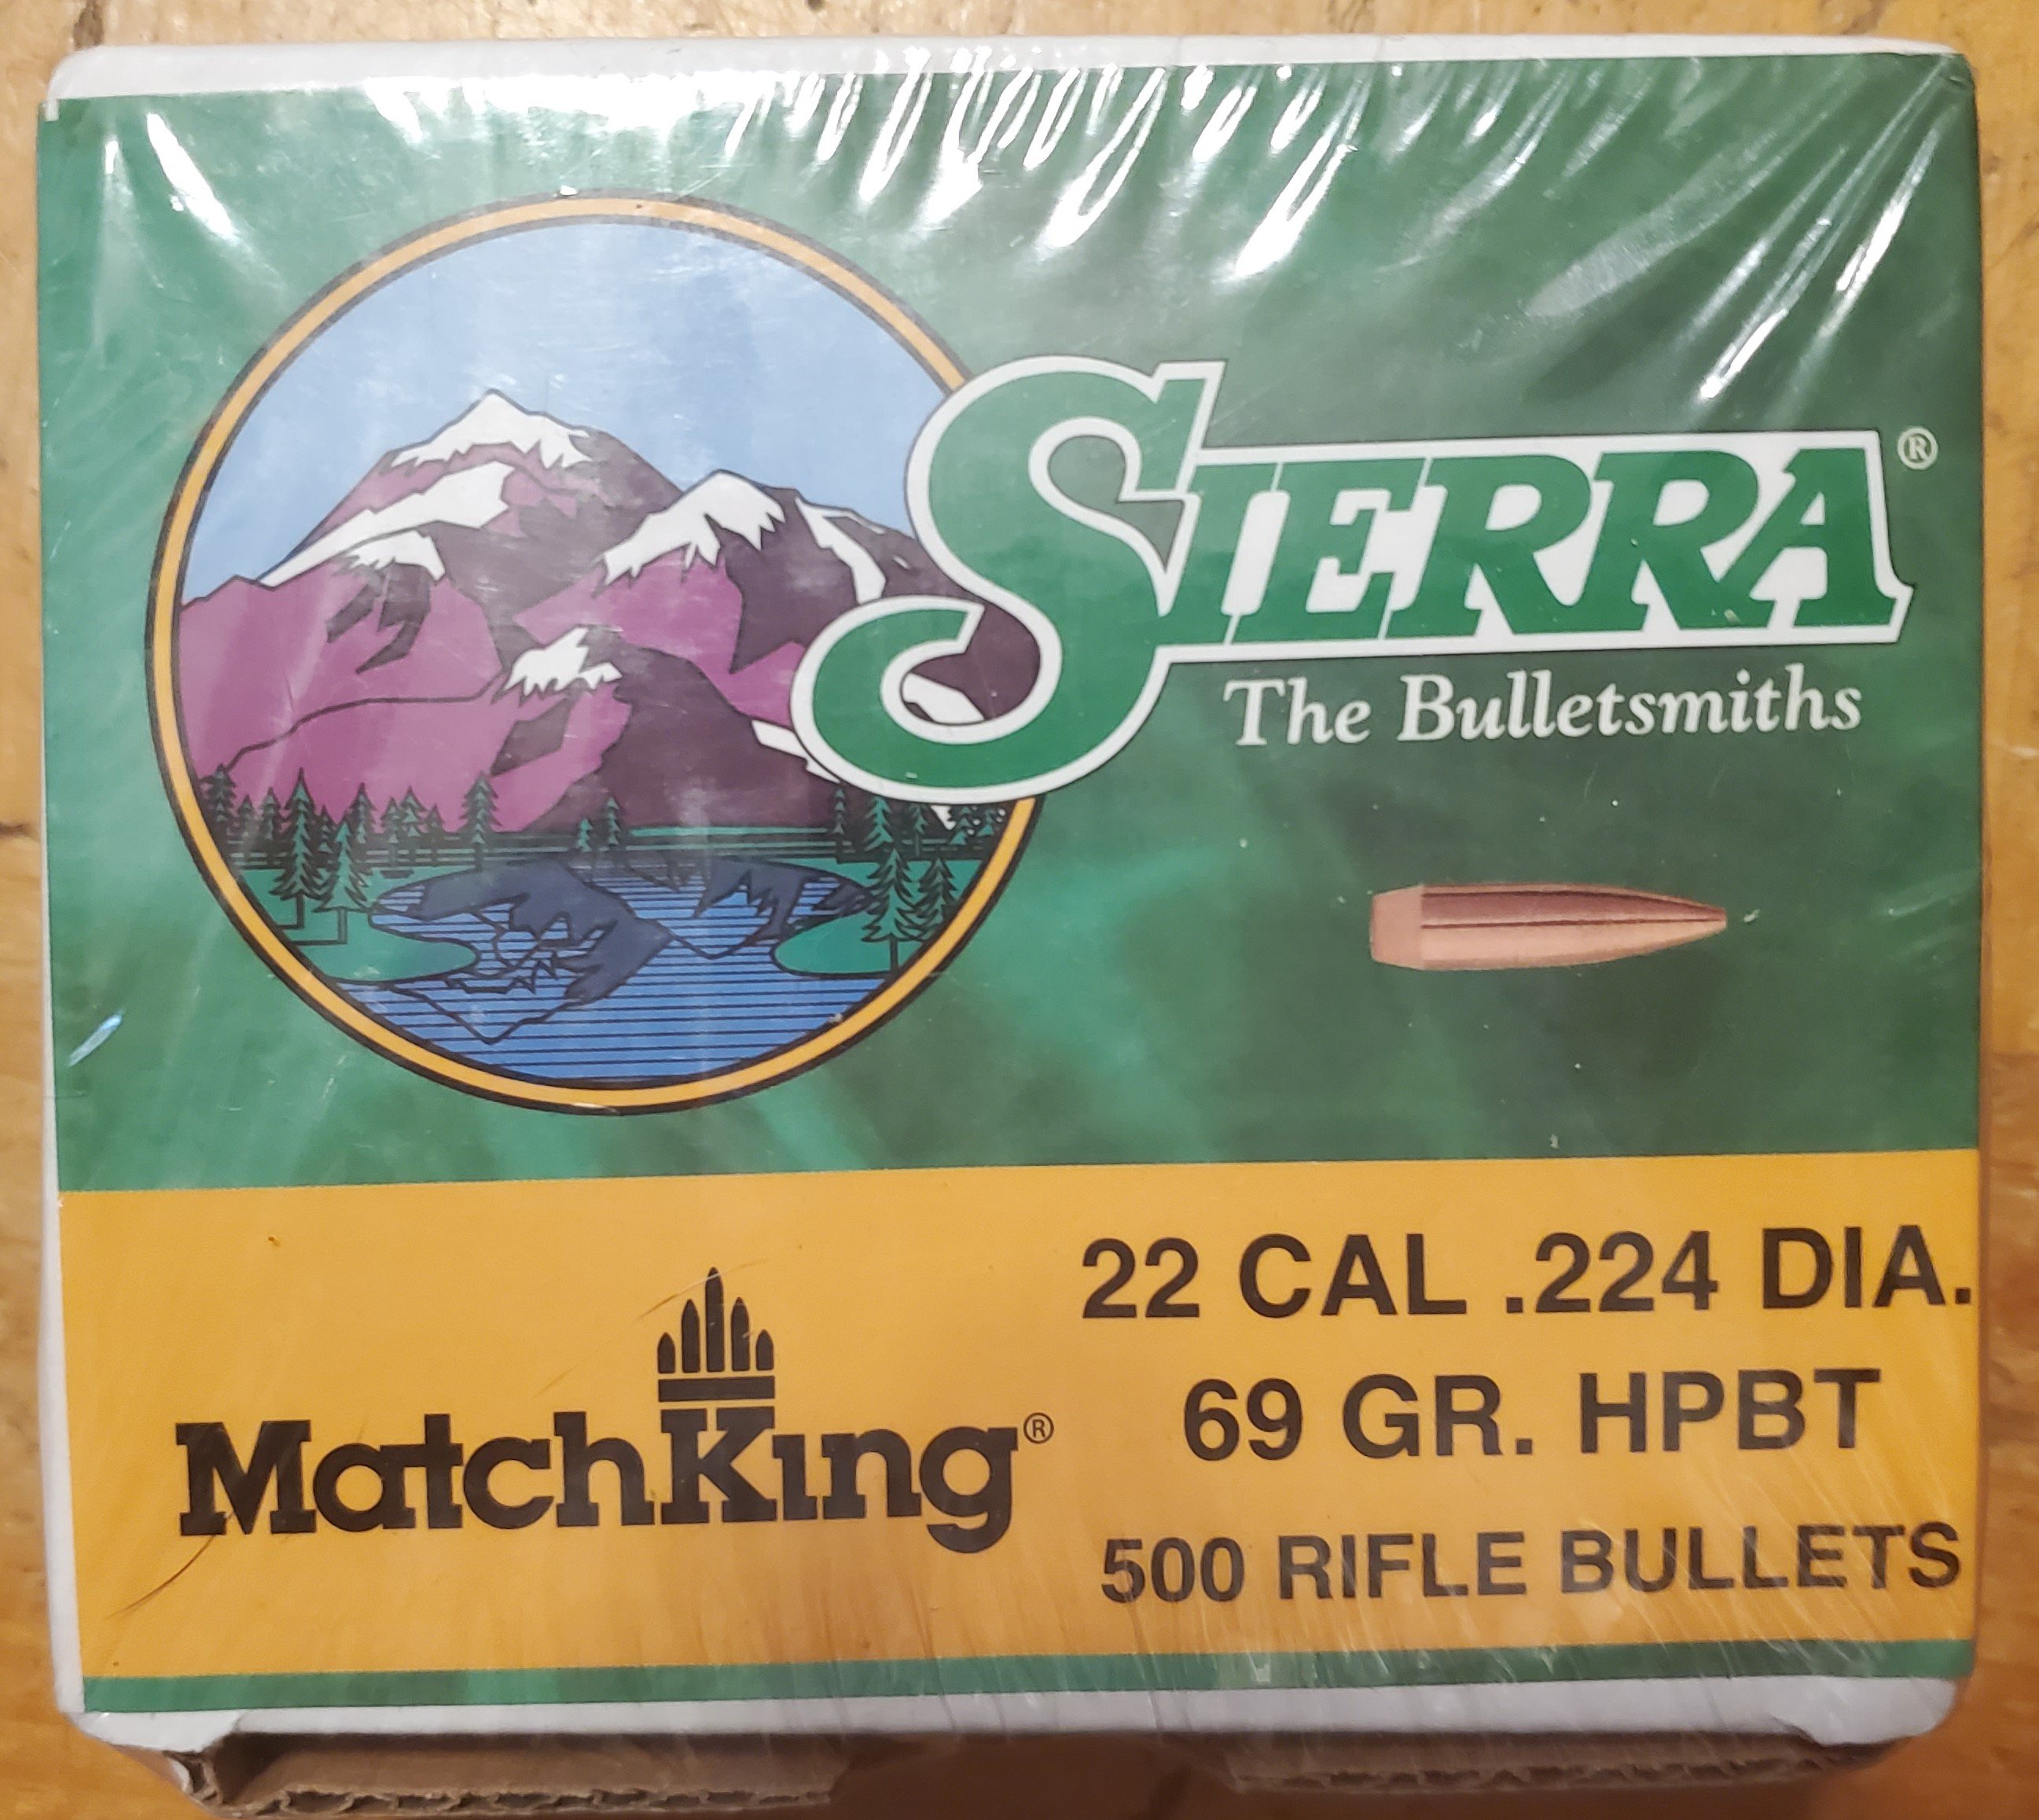 SIERRA®
The Bulletsmiths
MatchKing®
22 CAL .224 DIA.
69 GR. HPBT
500 RIFLE BULLETS